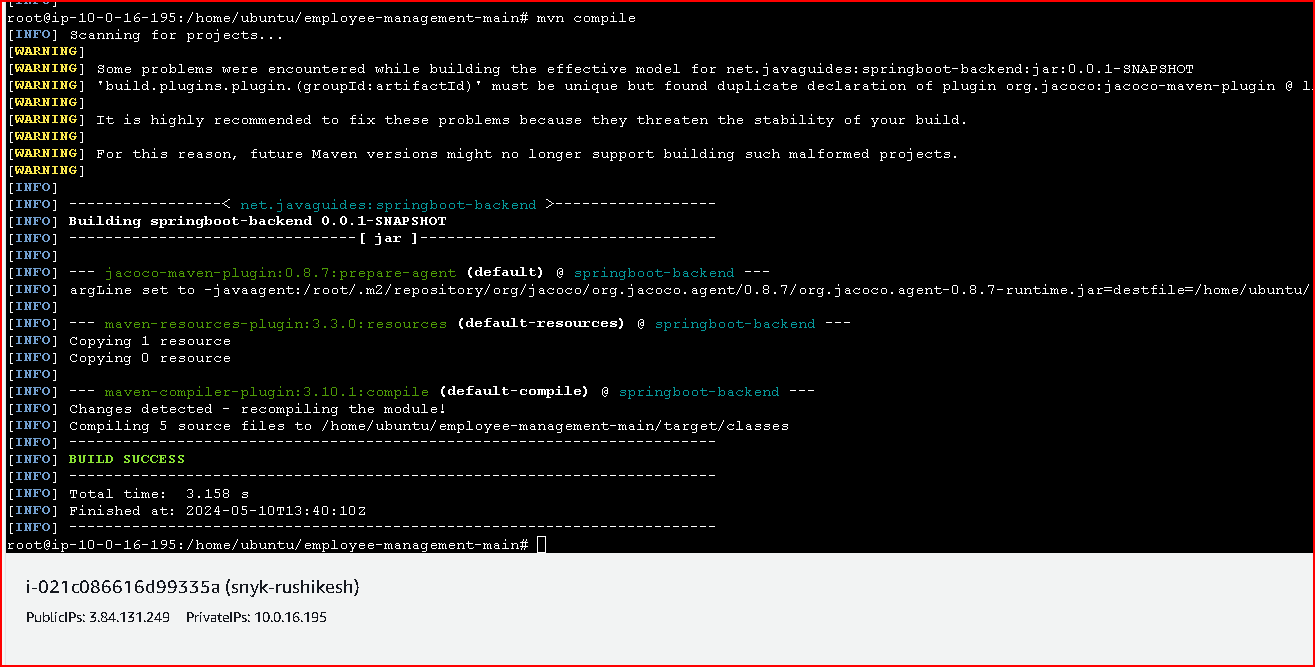 [INFO]
root@ip-10-0-16-195:/home/ubuntu/employee-management-main# mvn compile
[INFO] Scanning for projects...
[WARNING]
[WARNING] Some problems were encountered while building the effective model for net.javaguides:springboot-backend:jar:0.0.1-SNAPSHOT
[WARNING] 'build.plugins.plugin.(groupId:artifactId)' must be unique but found duplicate declaration of plugin org.jacoco:jacoco-maven-plugin @ l
[WARNING]
[WARNING] It is highly recommended to fix these problems because they threaten the stability of your build.
[WARNING]
[WARNING] For this reason, future Maven versions might no longer support building such malformed projects.
[WARNING]
[INFO]
[INFO] -----------------< net.javaguides:springboot-backend >------------------
[INFO] Building springboot-backend 0.0.1-SNAPSHOT
[INFO] --------------------------------[ jar ]---------------------------------
[INFO]
[INFO] --- jacoco-maven-plugin:0.8.7:prepare-agent (default) @ springboot-backend ---
[INFO] argLine set to -javaagent:/root/.m2/repository/org/jacoco/org.jacoco.agent/0.8.7/org.jacoco.agent-0.8.7-runtime.jar=destfile=/home/ubuntu/
[INFO]
[INFO] --- maven-resources-plugin:3.3.0:resources (default-resources) @ springboot-backend ---
[INFO] Copying 1 resource
[INFO] Copying 0 resource
[INFO]
[INFO] --- maven-compiler-plugin:3.10.1:compile (default-compile) @ springboot-backend ---
[INFO] Changes detected - recompiling the module!
[INFO] Compiling 5 source files to /home/ubuntu/employee-management-main/target/classes
[INFO] ------------------------------------------------------------------------
[INFO] BUILD SUCCESS
[INFO] ------------------------------------------------------------------------
[INFO] Total time:  3.158 s
[INFO] Finished at: 2024-05-10T13:40:10Z
[INFO] ------------------------------------------------------------------------
root@ip-10-0-16-195:/home/ubuntu/employee-management-main#
i-021c086616d99335a (snyk-rushikesh)
PublicIPs: 3.84.131.249 PrivateIPs: 10.0.16.195